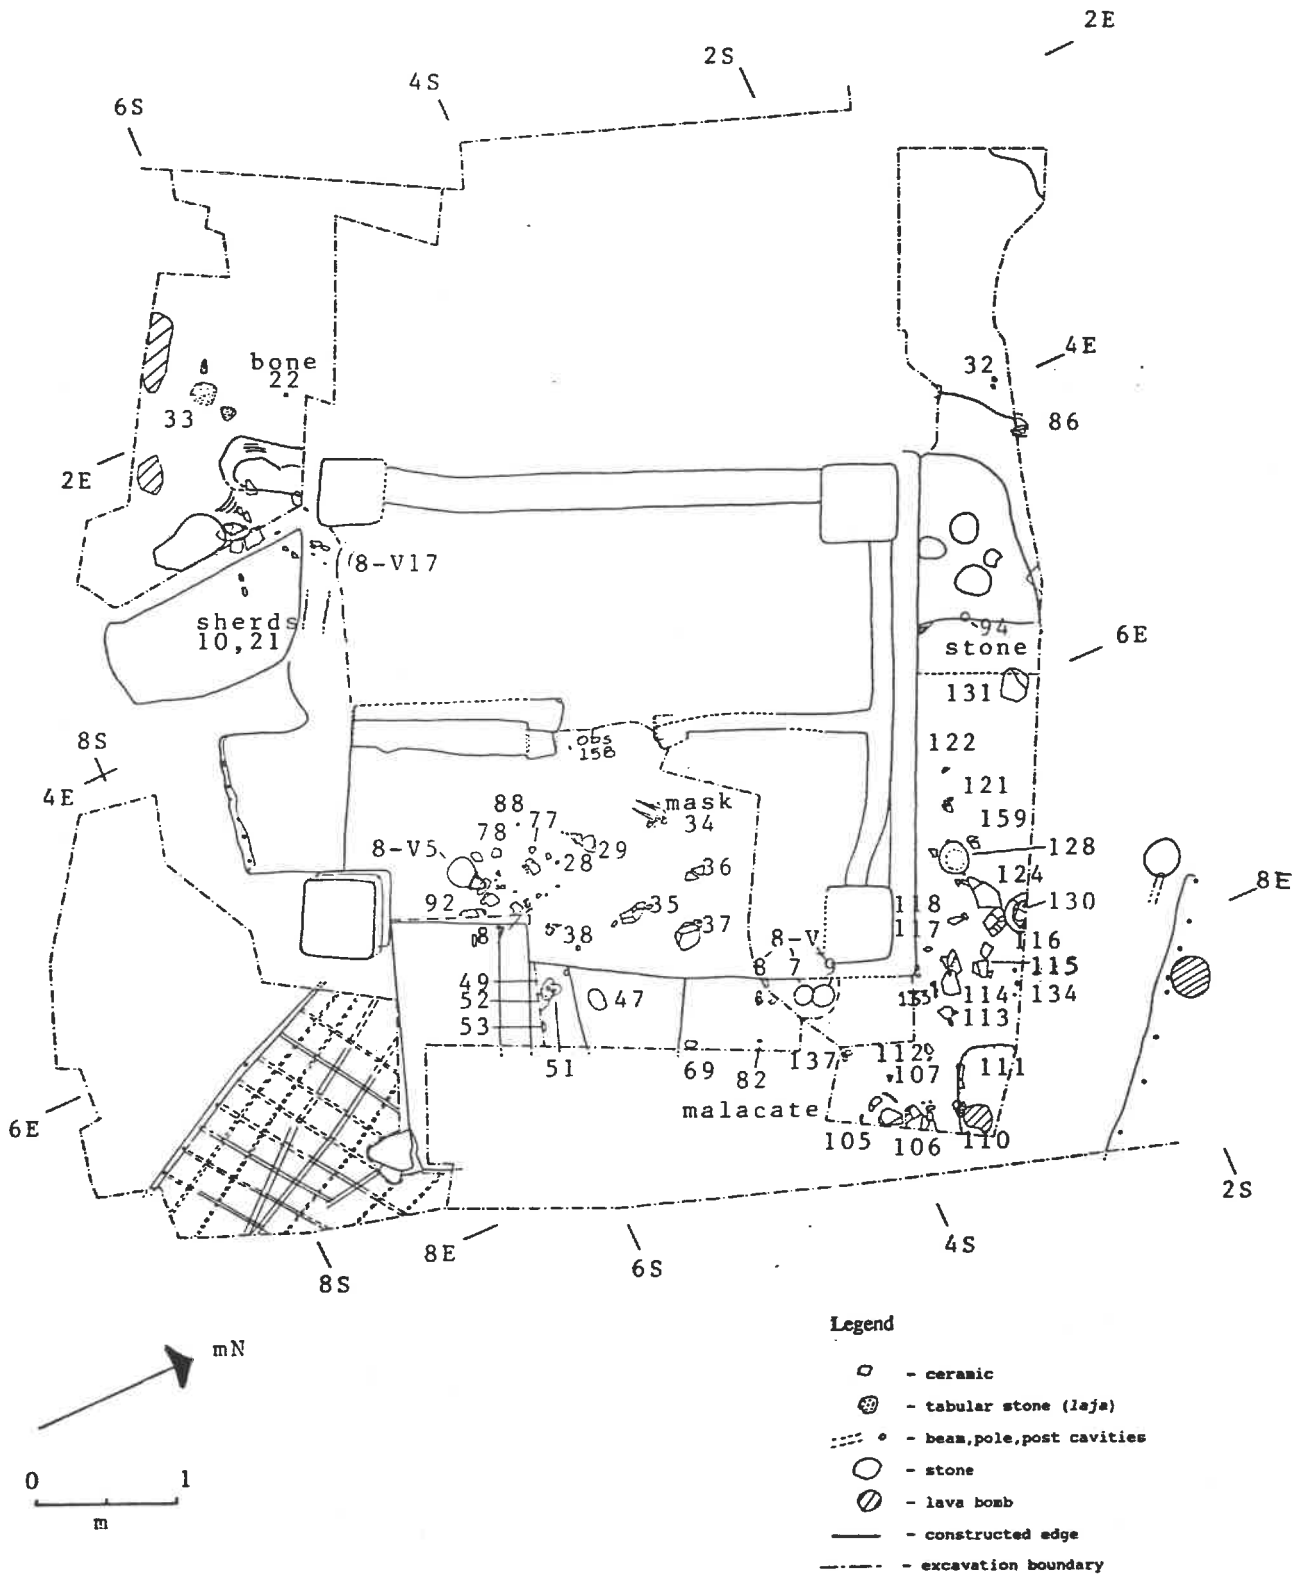 2E
2S
4S
6S
4E
32
bone
22
86
33
2E
8-V17
sherds
10,21
94
stone
6E
131
obs
158
122
8S
4E
121
mask
34
88
77
159
78
8-V5
29
128
28
36
124
8E
92
35
118
130
37
117
38
8-V
116
8 7 9
115
49
52
47
114
134
53
113
51
69
82
137
112
111
107
malacate
6E
105
106
110
2S
8E
4S
6S
8S
mN
0 1
m
Legend
- ceramic
- tabular stone (laja)
- beam, pole, post cavities
- stone
- lava bomb
- constructed edge
- excavation boundary